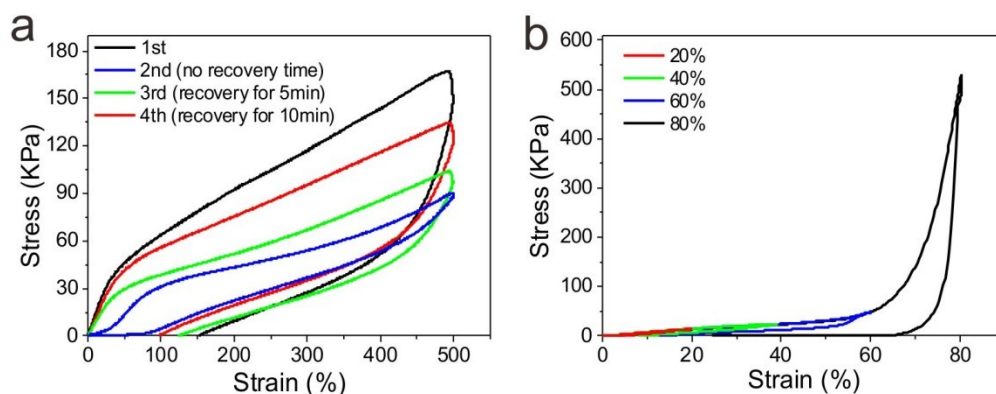 a
180
150
120
90
60
30
0
Stress (KPa)
1st
2nd (no recovery time)
3rd (recovery for 5min)
4th (recovery for 10min)
0 100 200 300 400 500
Strain (%)
b
600
500
400
300
200
100
0
Stress (KPa)
20%
40%
60%
80%
0 20 40 60 80
Strain (%)